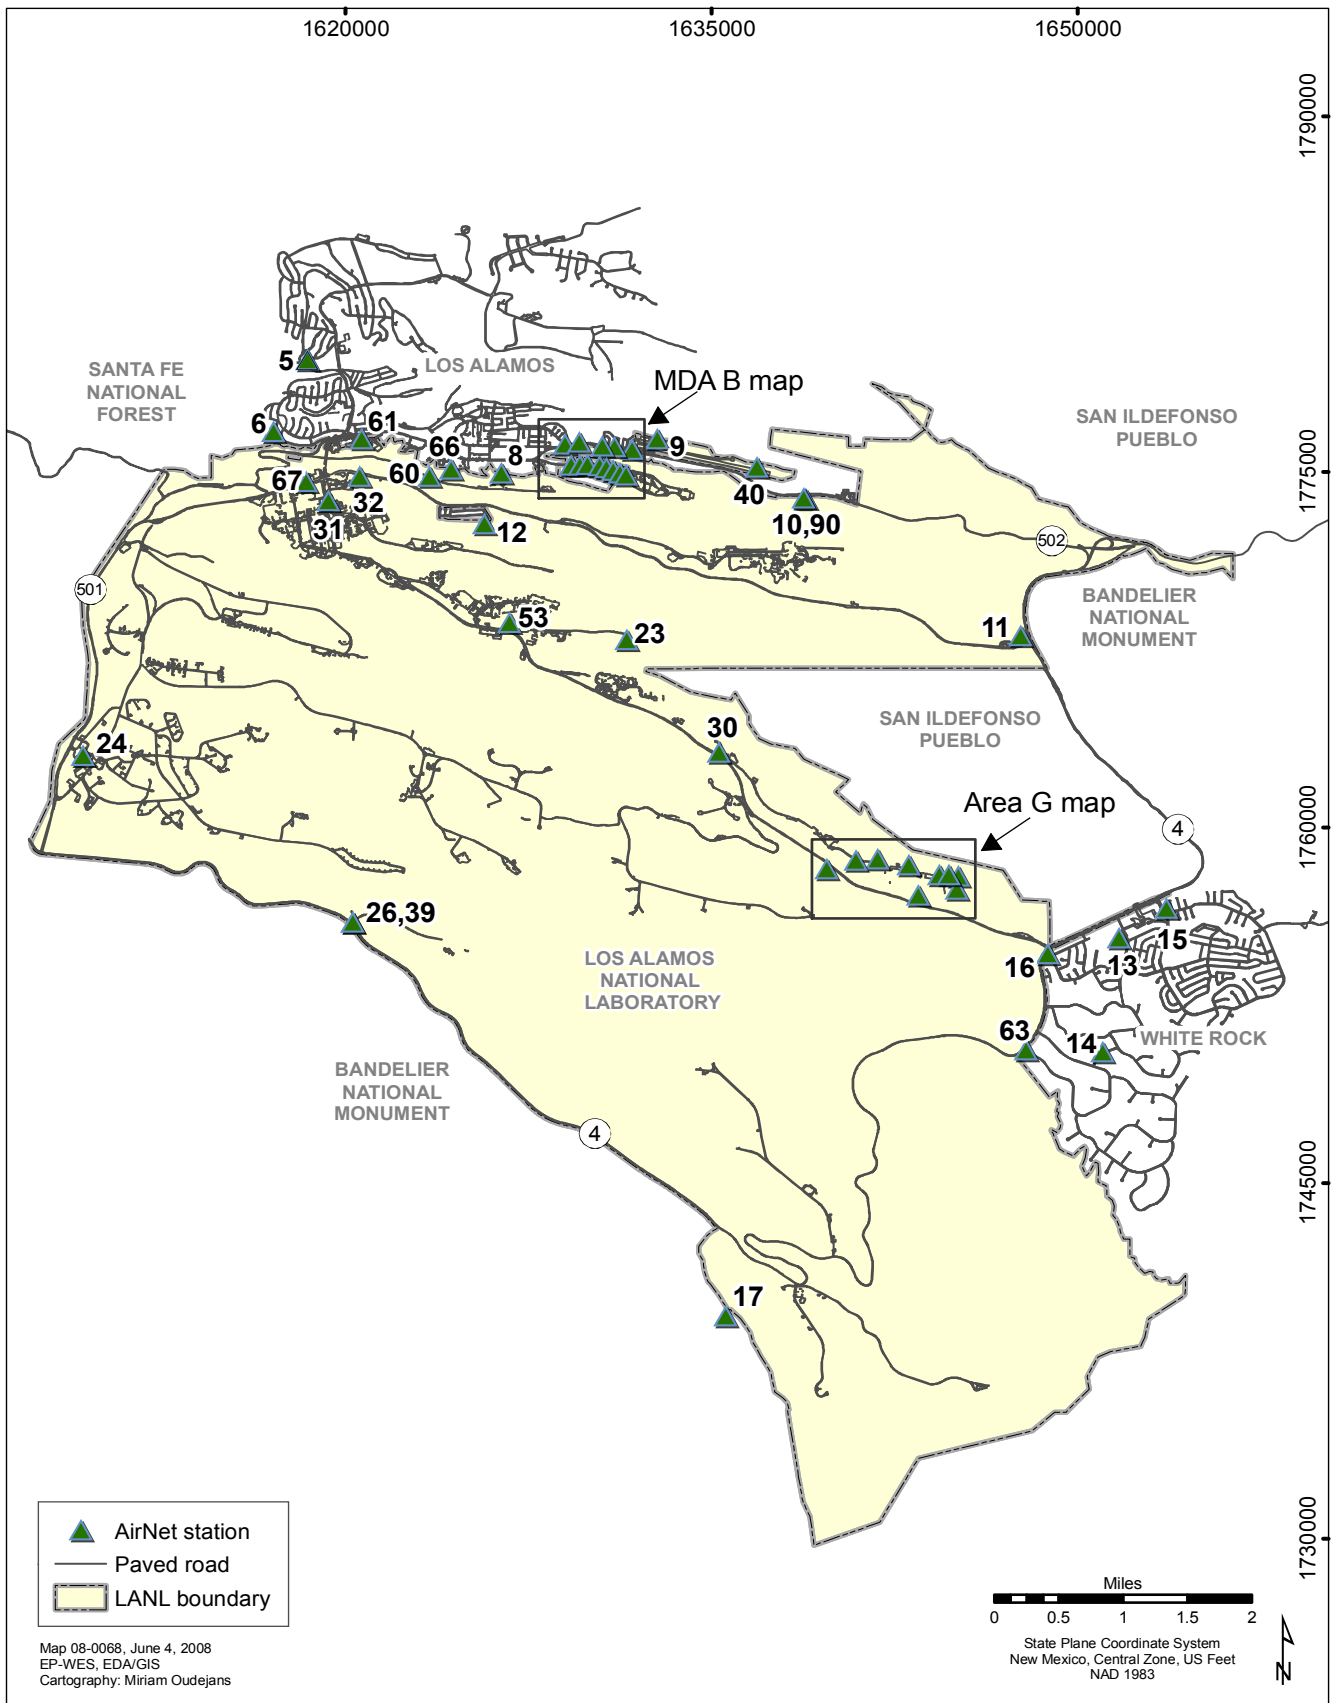 1620000
1635000
1650000
1790000
1775000
1760000
1745000
1730000
SANTA FE
NATIONAL
FOREST
5
LOS ALAMOS
MDA B map
SAN ILDEFONSO
PUEBLO
6
61
66
8
9
67
32
60
40
31
12
10,90
502
501
BANDELIER
NATIONAL
MONUMENT
53
23
11
SAN ILDEFONSO
PUEBLO
24
30
Area G map
4
26,39
LOS ALAMOS
NATIONAL
LABORATORY
16
13
15
63
14
WHITE ROCK
BANDELIER
NATIONAL
MONUMENT
4
17
AirNet station
Paved road
LANL boundary
Map 08-0068, June 4, 2008
EP-WES, EDA/GIS
Cartography: Miriam Oudejans
Miles
0 0.5 1 1.5 2
State Plane Coordinate System
New Mexico, Central Zone, US Feet
NAD 1983
N